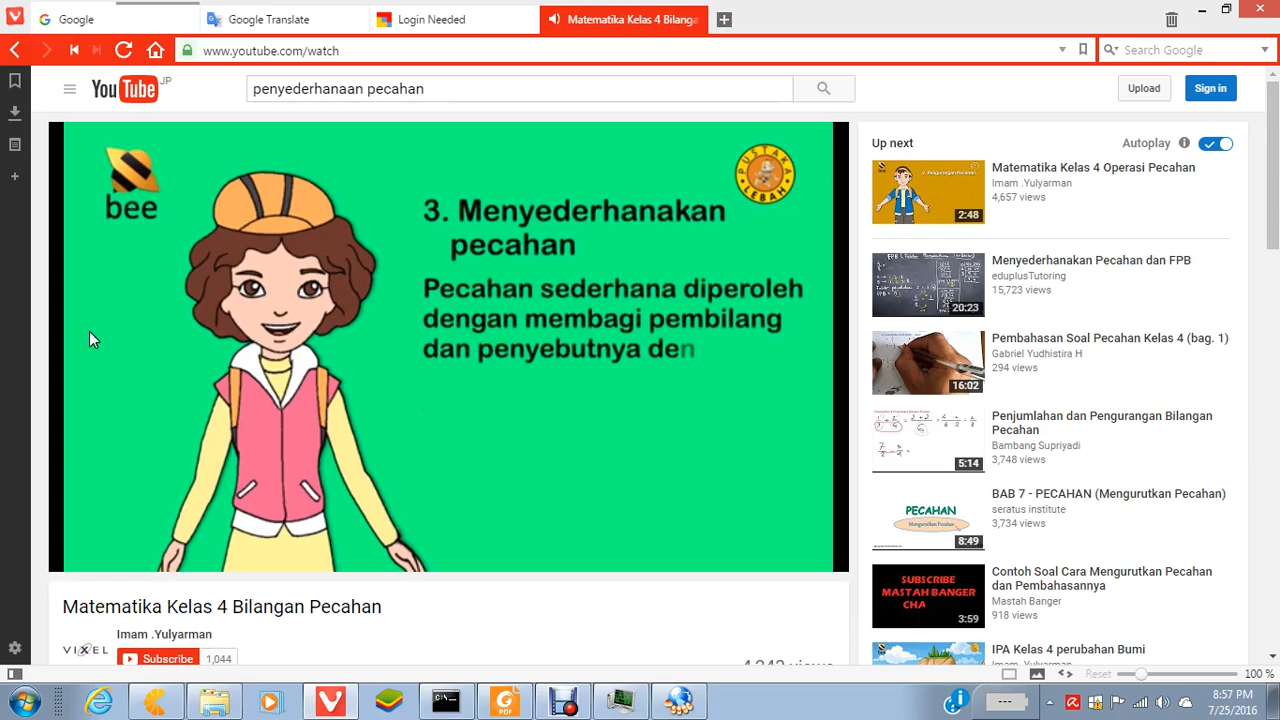 Google
Google Translate
Login Needed
Matematika Kelas 4 Bilanga
www.youtube.com/watch
Search Google
YouTube JP
penyederhanaan pecahan
Upload
Sign in
bee
PUSTAKA LEBAH
3. Menyederhanakan
pecahan
Pecahan sederhana diperoleh
dengan membagi pembilang
dan penyebutnya den
Matematika Kelas 4 Bilangan Pecahan
VIXEL
Imam .Yulyarman
Subscribe 1,044
Up next
Autoplay
Matematika Kelas 4 Operasi Pecahan
Imam .Yulyarman
4,657 views
2:48
Menyederhanakan Pecahan dan FPB
eduplusTutoring
15,723 views
20:23
Pembahasan Soal Pecahan Kelas 4 (bag. 1)
Gabriel Yudhistira H
294 views
16:02
Penjumlahan dan Pengurangan Bilangan
Pecahan
Bambang Supriyadi
3,748 views
5:14
BAB 7 - PECAHAN (Mengurutkan Pecahan)
seratus institute
3,734 views
PECAHAN
Mengurutkan Pecahan
8:49
Contoh Soal Cara Mengurutkan Pecahan
dan Pembahasannya
Mastah Banger
918 views
SUBSCRIBE
MASTAH BANGER
CHA
3:59
IPA Kelas 4 perubahan Bumi
Reset
100 %
PDF
8:57 PM
7/25/2016